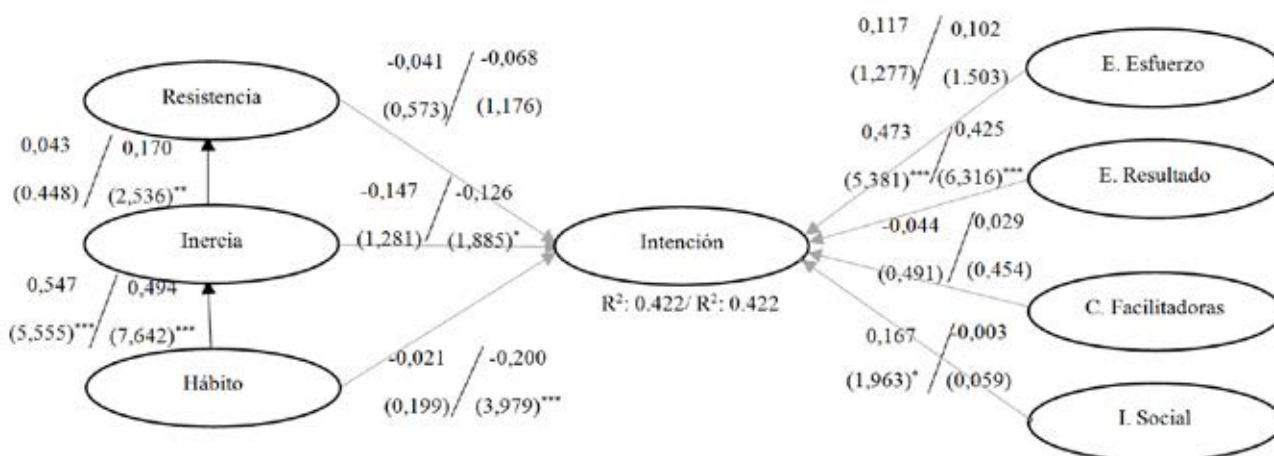 Resistencia
0,043 / 0,170
(0.448) / (2,536)**
Inercia
0,547 / 0,494
(5,555)*** / (7,642)***
Hábito
-0,041 / -0,068
(0,573) / (1,176)
-0,147 / -0,126
(1,281) / (1,885)*
-0,021 / -0,200
(0,199) / (3,979)***
Intención
R²: 0.422/ R²: 0.422
0,117 / 0,102
(1,277) / (1.503)
E. Esfuerzo
0,473 / 0,425
(5,381)*** / (6,316)***
E. Resultado
-0,044 / 0,029
(0,491) / (0,454)
C. Facilitadoras
0,167 / -0,003
(1,963)* / (0,059)
I. Social